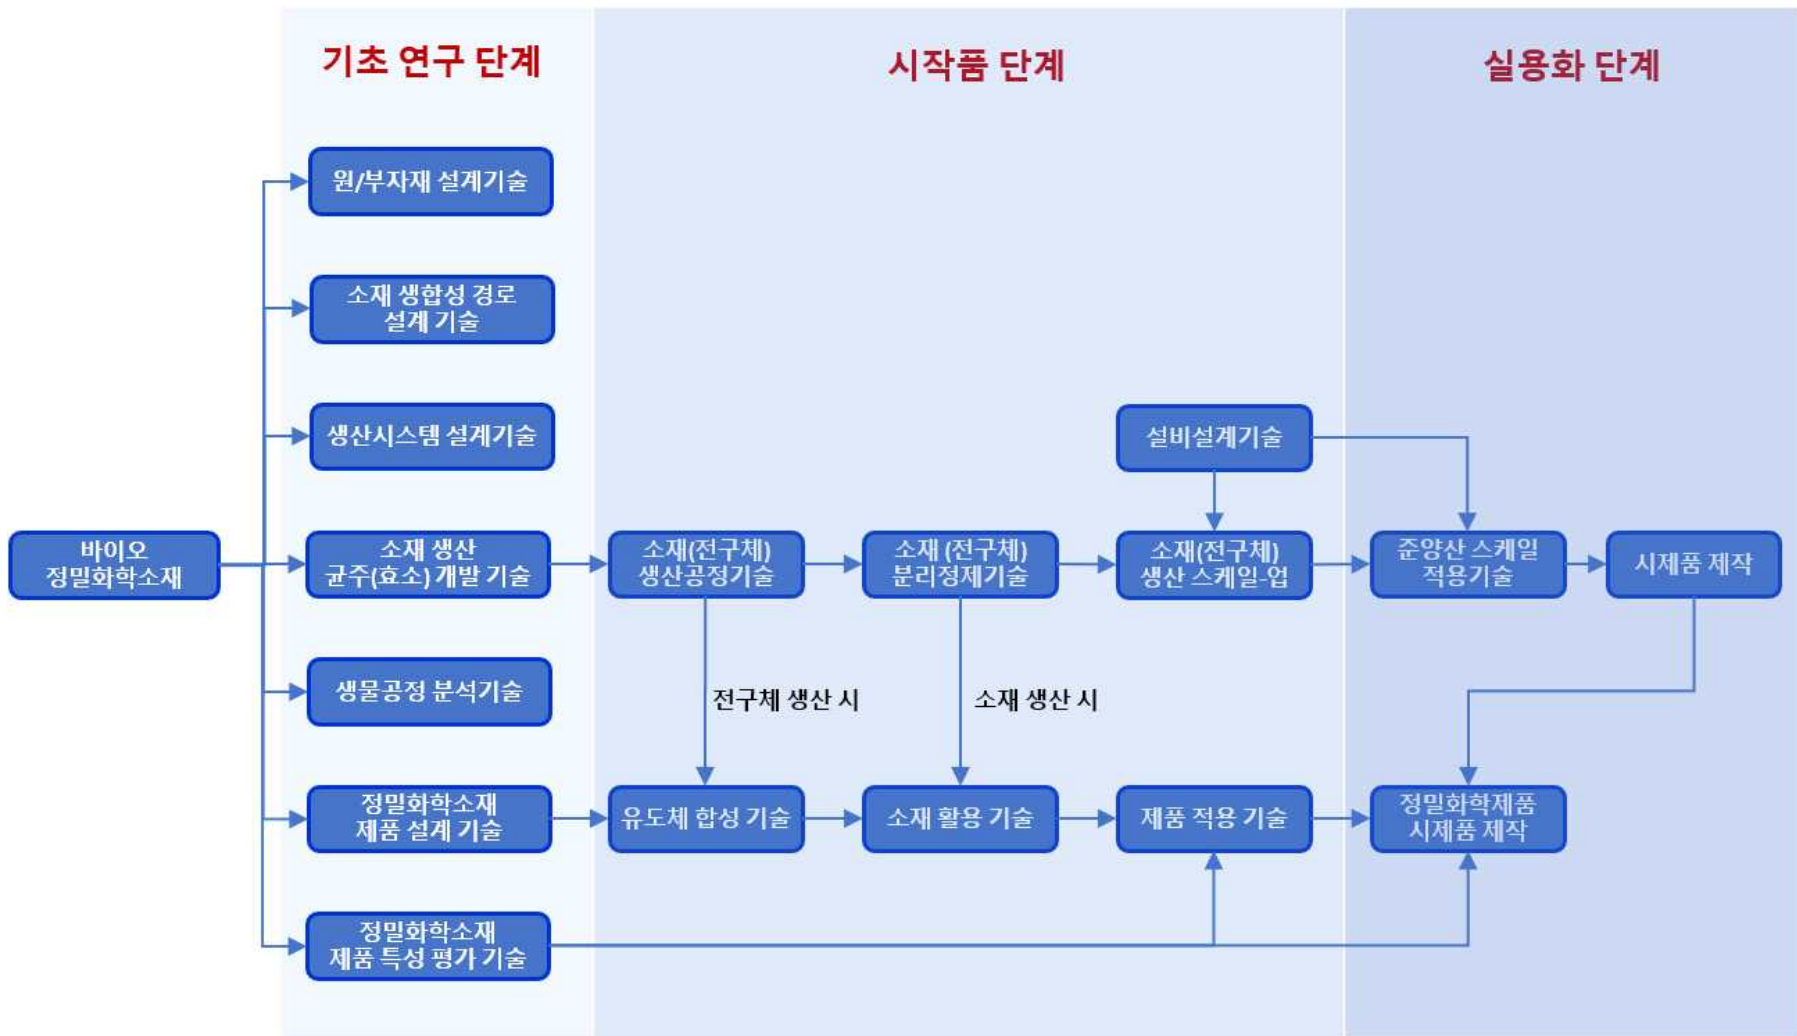 기초 연구 단계
시작품 단계
실용화 단계
원/부자재 설계기술
소재 생합성 경로
설계 기술
생산시스템 설계기술
설비설계기술
바이오
정밀화학소재
소재 생산
균주(효소) 개발 기술
소재(전구체)
생산공정기술
소재 (전구체)
분리정제기술
소재(전구체)
생산 스케일-업
준양산 스케일
적용기술
시제품 제작
생물공정 분석기술
전구체 생산 시
소재 생산 시
정밀화학소재
제품 설계 기술
유도체 합성 기술
소재 활용 기술
제품 적용 기술
정밀화학제품
시제품 제작
정밀화학소재
제품 특성 평가 기술